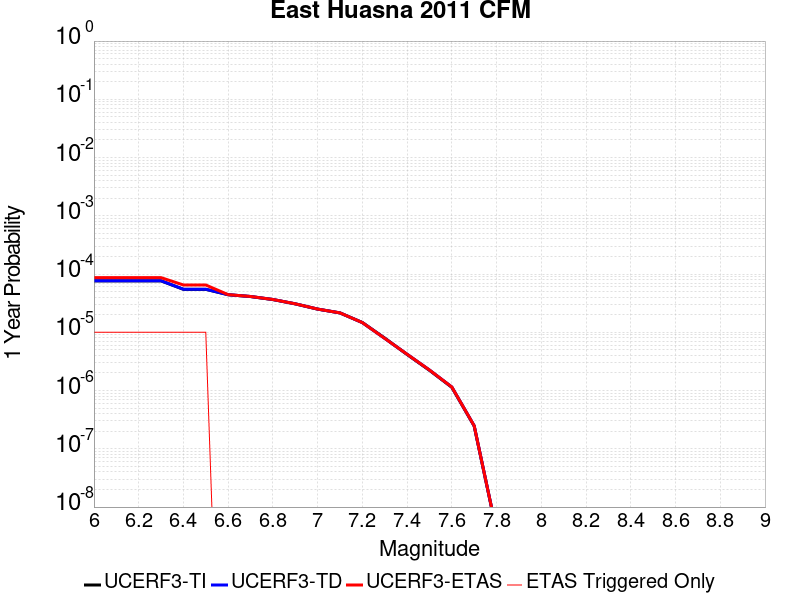 East Huasna 2011 CFM
10^0
10^-1
10^-2
10^-3
10^-4
10^-5
10^-6
10^-7
10^-8
1 Year Probability
6 6.2 6.4 6.6 6.8 7 7.2 7.4 7.6 7.8 8 8.2 8.4 8.6 8.8 9
Magnitude
UCERF3-TI UCERF3-TD UCERF3-ETAS ETAS Triggered Only